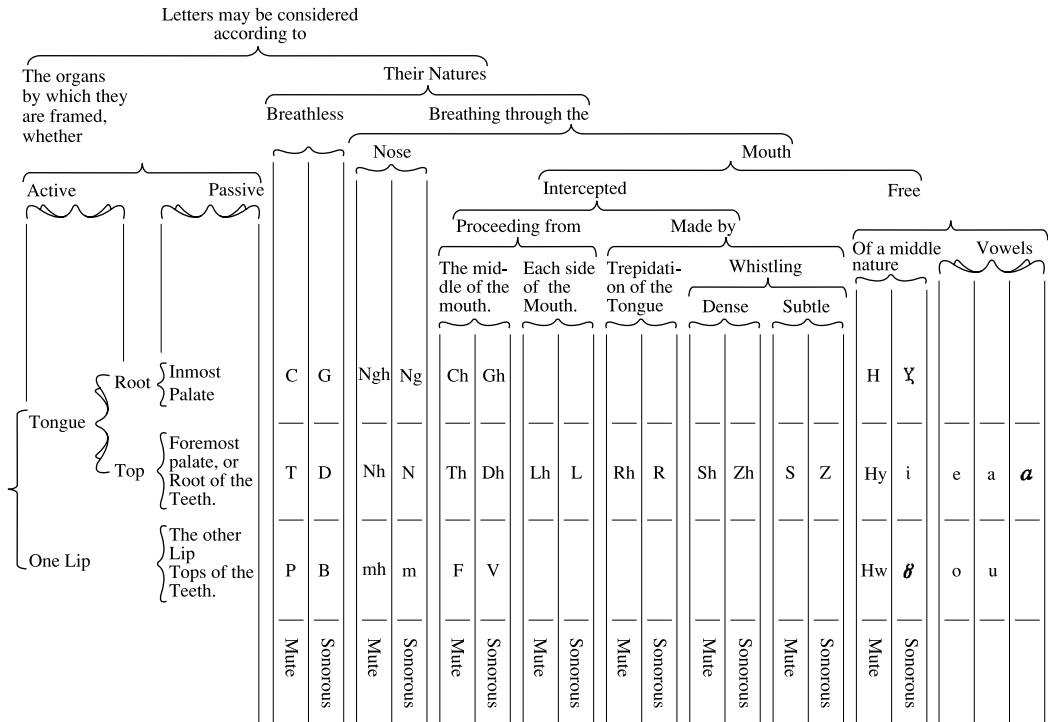 Letters may be considered
according to
The organs
by which they
are framed,
whether
Their Natures
Breathless
Breathing through the
Nose
Mouth
Active
Passive
Intercepted
Free
Proceeding from
Made by
Of a middle
nature
Vowels
The mid-
dle of the
mouth.
Each side
of the
Mouth.
Trepidati-
on of the
Tongue
Whistling
Dense
Subtle
Tongue
Root
Inmost
Palate
C G Ngh Ng Ch Gh H
Top
Foremost
palate, or
Root of the
Teeth.
T D Nh N Th Dh Lh L Rh R Sh Zh S Z Hy i e a a
One Lip
The other
Lip
Tops of the
Teeth.
P B mh m F V Hw 8 o u
Mute Sonorous Mute Sonorous Mute Sonorous Mute Sonorous Mute Sonorous Mute Sonorous Mute Sonorous Mute Sonorous